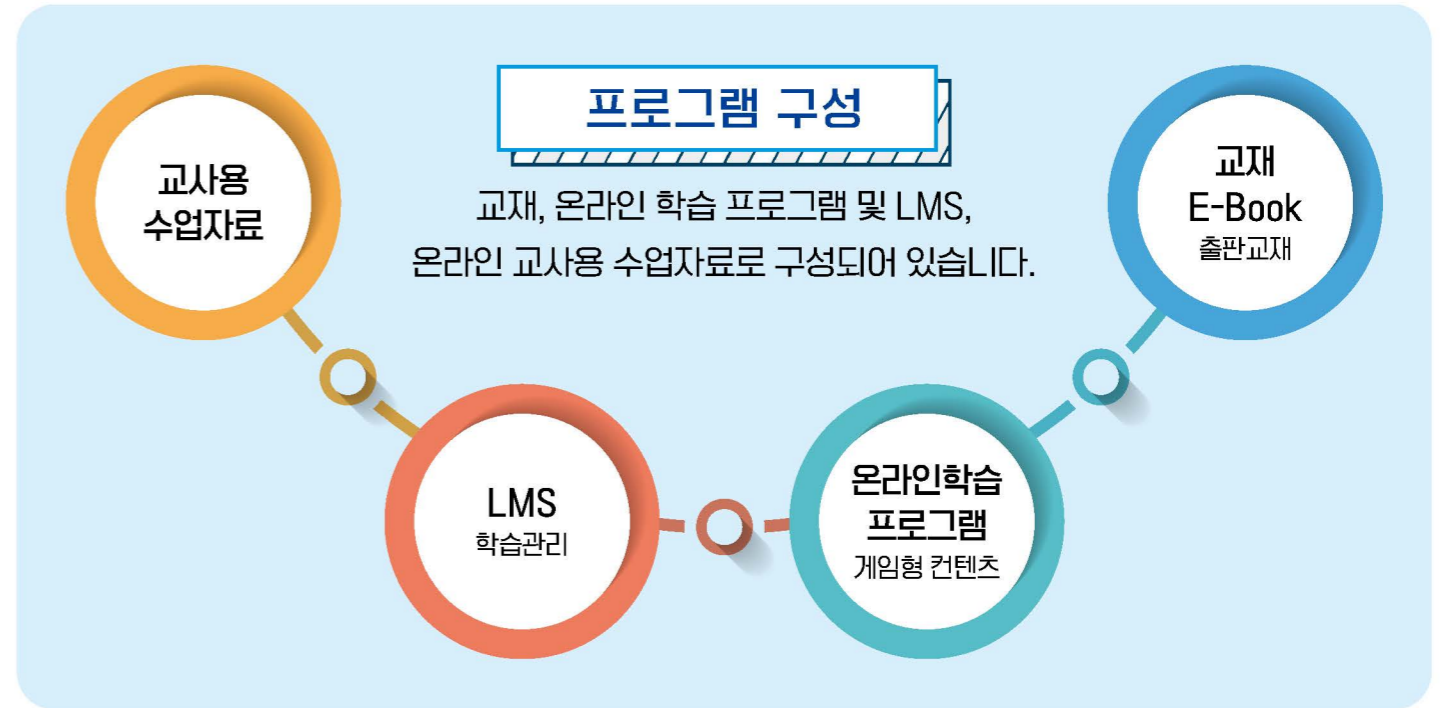 프로그램 구성
교재, 온라인 학습 프로그램 및 LMS,
온라인 교사용 수업자료로 구성되어 있습니다.
교사용
수업자료
LMS
학습관리
온라인학습
프로그램
게임형 컨텐츠
교재
E-Book
출판교재